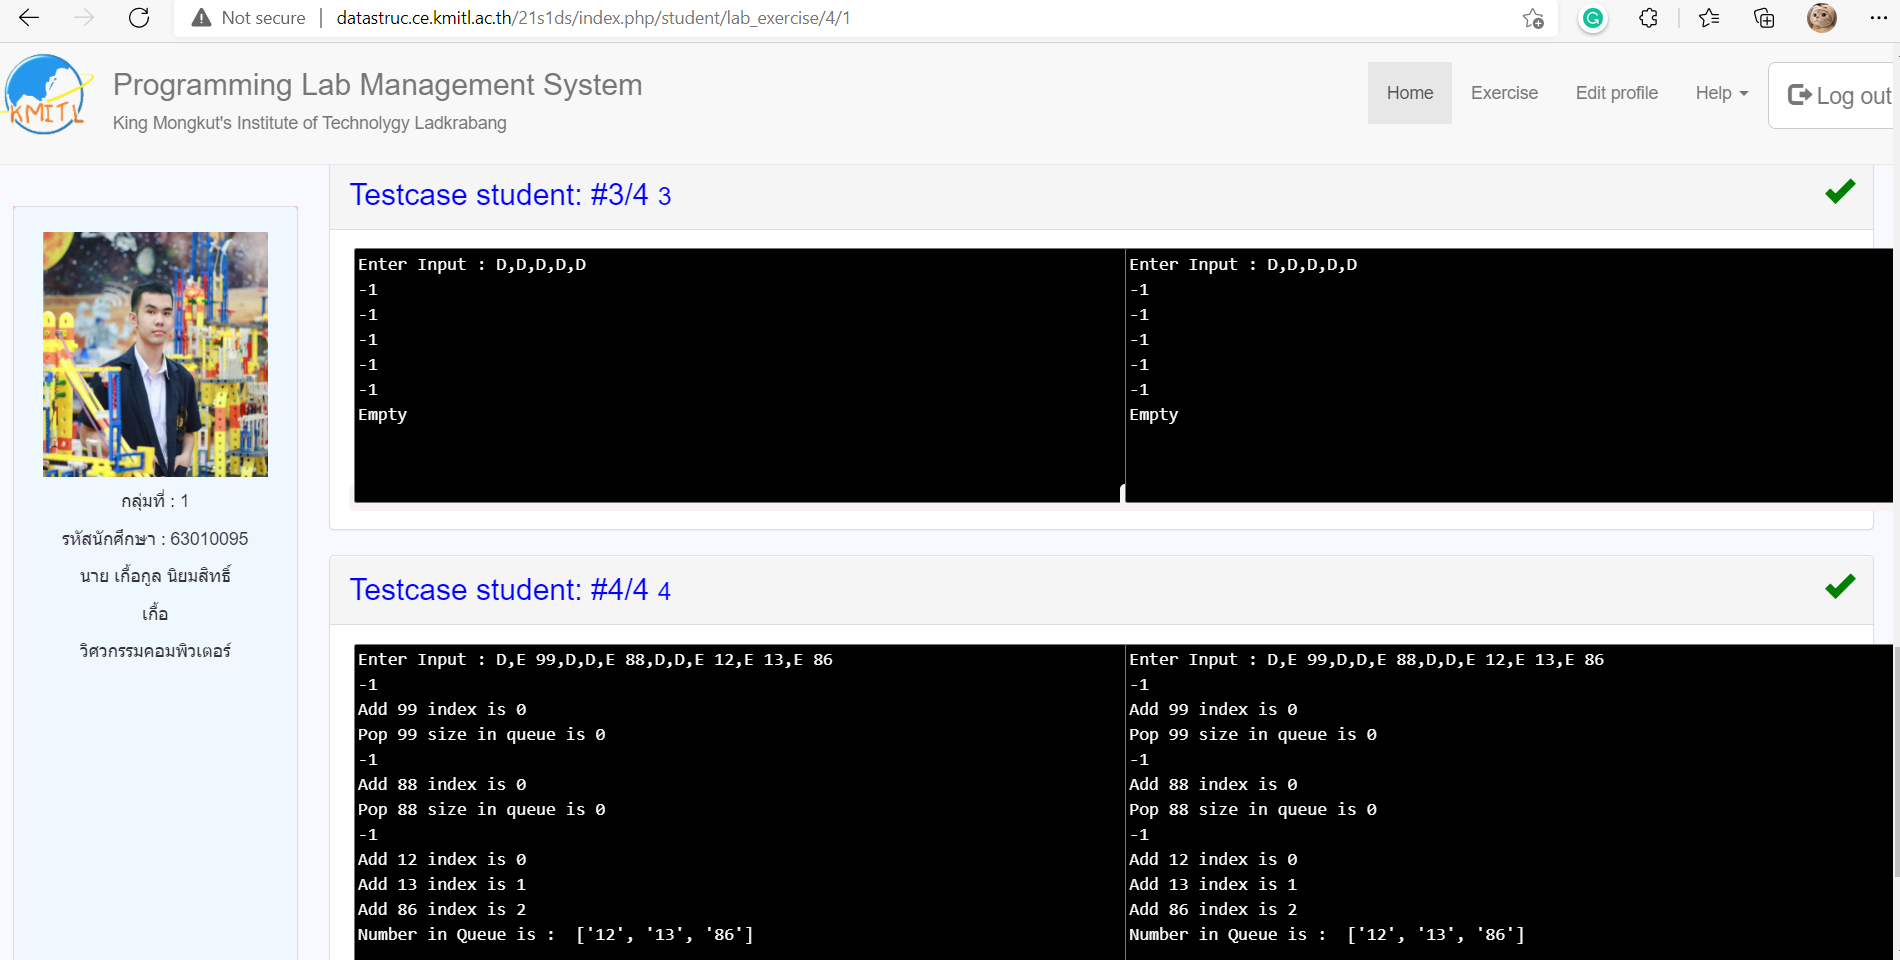 Not secure | datastruc.ce.kmitl.ac.th/21s1ds/index.php/student/lab_exercise/4/1
KMITL
Programming Lab Management System
King Mongkut's Institute of Technolygy Ladkrabang
Home Exercise Edit profile Help Log out
กลุ่มที่ : 1
รหัสนักศึกษา : 63010095
นาย เกื้อกูล นิยมสิทธิ์
เกื้อ
วิศวกรรมคอมพิวเตอร์
Testcase student: #3/4 3
Enter Input : D,D,D,D,D
-1
-1
-1
-1
-1
Empty
Enter Input : D,D,D,D,D
-1
-1
-1
-1
-1
Empty
Testcase student: #4/4 4
Enter Input : D,E 99,D,D,E 88,D,D,E 12,E 13,E 86
-1
Add 99 index is 0
Pop 99 size in queue is 0
-1
Add 88 index is 0
Pop 88 size in queue is 0
-1
Add 12 index is 0
Add 13 index is 1
Add 86 index is 2
Number in Queue is :  ['12', '13', '86']
Enter Input : D,E 99,D,D,E 88,D,D,E 12,E 13,E 86
-1
Add 99 index is 0
Pop 99 size in queue is 0
-1
Add 88 index is 0
Pop 88 size in queue is 0
-1
Add 12 index is 0
Add 13 index is 1
Add 86 index is 2
Number in Queue is :  ['12', '13', '86']